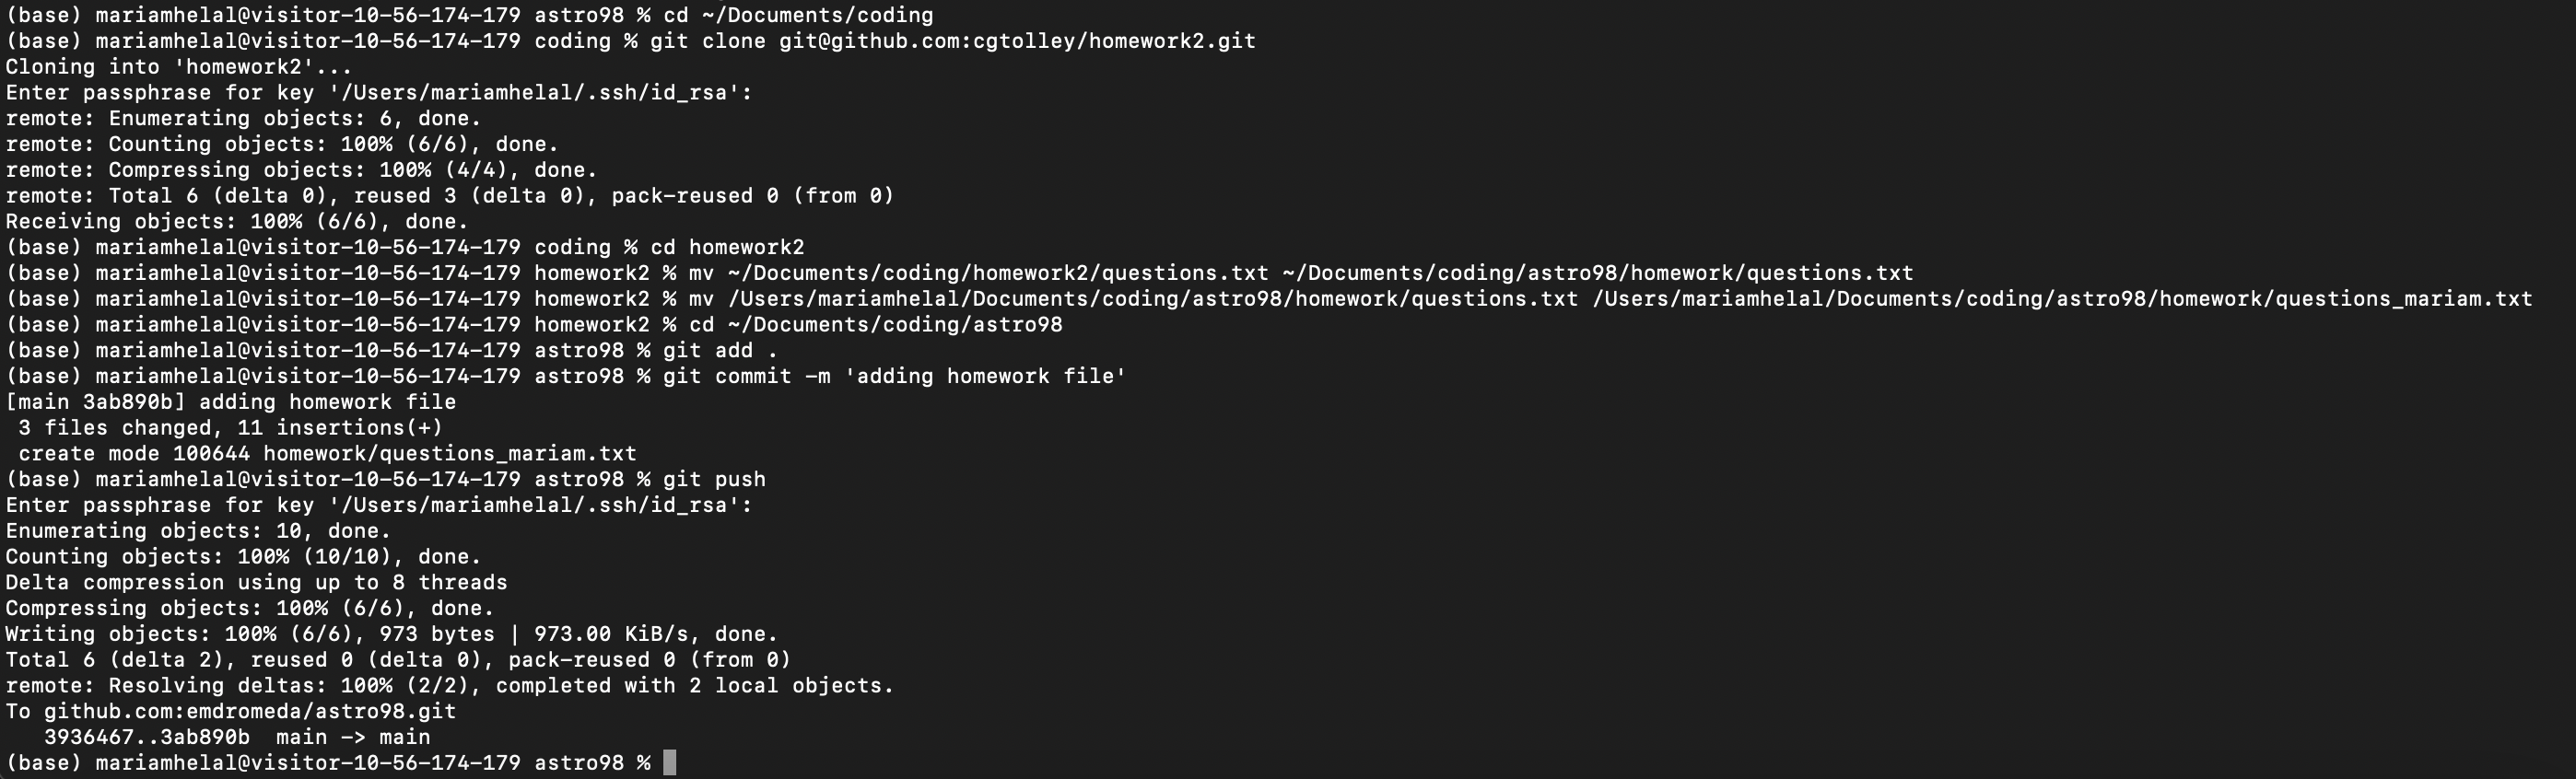 (base) mariamhelal@visitor-10-56-174-179 astro98 % cd ~/Documents/coding
(base) mariamhelal@visitor-10-56-174-179 coding % git clone git@github.com:cgtolley/homework2.git
Cloning into 'homework2'...
Enter passphrase for key '/Users/mariamhelal/.ssh/id_rsa':
remote: Enumerating objects: 6, done.
remote: Counting objects: 100% (6/6), done.
remote: Compressing objects: 100% (4/4), done.
remote: Total 6 (delta 0), reused 3 (delta 0), pack-reused 0 (from 0)
Receiving objects: 100% (6/6), done.
(base) mariamhelal@visitor-10-56-174-179 coding % cd homework2
(base) mariamhelal@visitor-10-56-174-179 homework2 % mv ~/Documents/coding/homework2/questions.txt ~/Documents/coding/astro98/homework/questions.txt
(base) mariamhelal@visitor-10-56-174-179 homework2 % mv /Users/mariamhelal/Documents/coding/astro98/homework/questions.txt /Users/mariamhelal/Documents/coding/astro98/homework/questions_mariam.txt
(base) mariamhelal@visitor-10-56-174-179 homework2 % cd ~/Documents/coding/astro98
(base) mariamhelal@visitor-10-56-174-179 astro98 % git add .
(base) mariamhelal@visitor-10-56-174-179 astro98 % git commit -m 'adding homework file'
[main 3ab890b] adding homework file
 3 files changed, 11 insertions(+)
 create mode 100644 homework/questions_mariam.txt
(base) mariamhelal@visitor-10-56-174-179 astro98 % git push
Enter passphrase for key '/Users/mariamhelal/.ssh/id_rsa':
Enumerating objects: 10, done.
Counting objects: 100% (10/10), done.
Delta compression using up to 8 threads
Compressing objects: 100% (6/6), done.
Writing objects: 100% (6/6), 973 bytes | 973.00 KiB/s, done.
Total 6 (delta 2), reused 0 (delta 0), pack-reused 0 (from 0)
remote: Resolving deltas: 100% (2/2), completed with 2 local objects.
To github.com:emdromeda/astro98.git
   3936467..3ab890b  main -> main
(base) mariamhelal@visitor-10-56-174-179 astro98 %